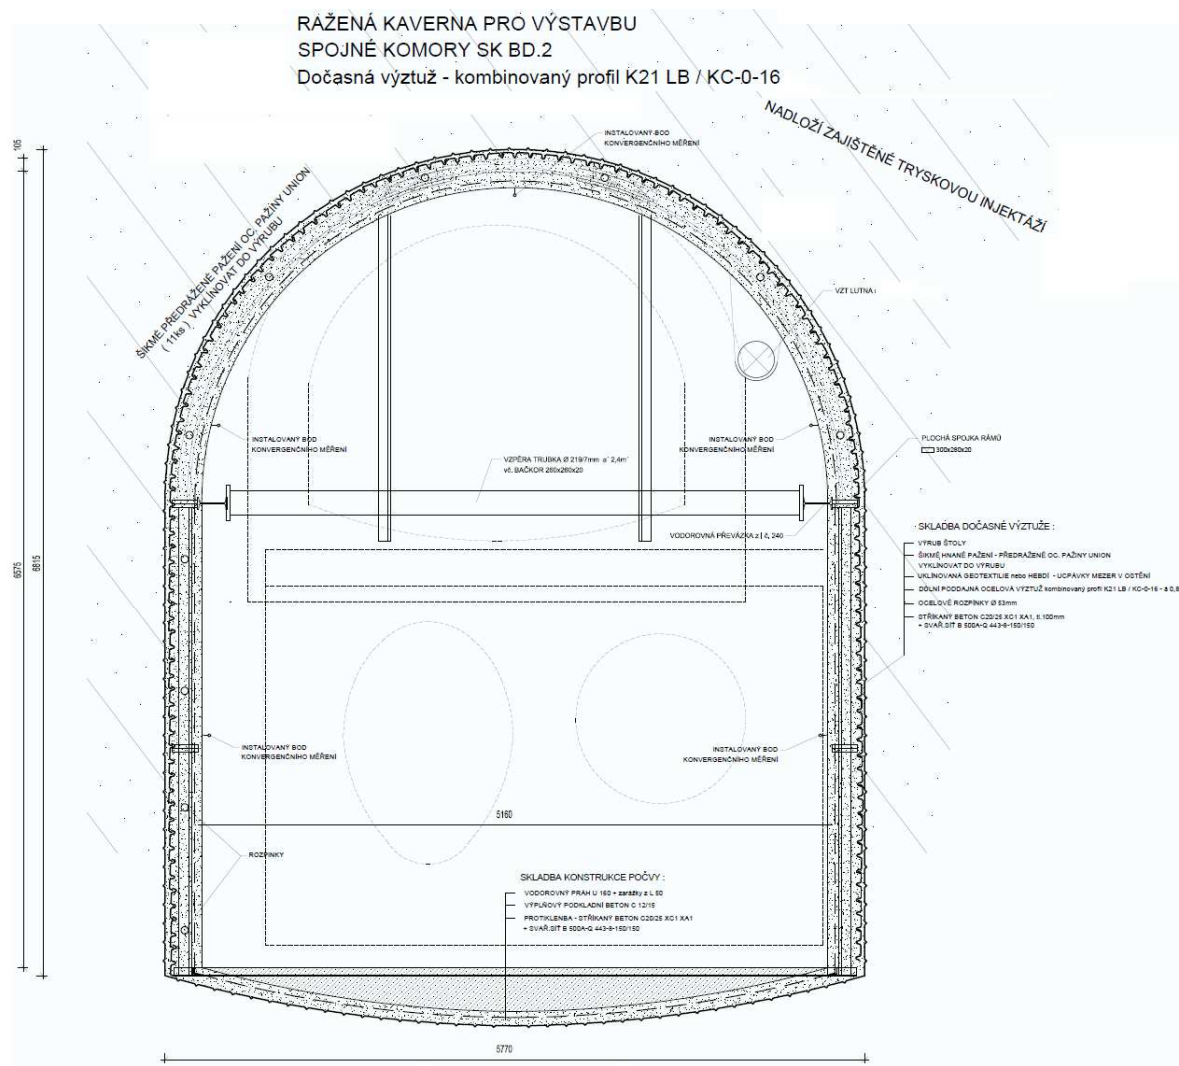 RAŽENÁ KAVERNA PRO VÝSTAVBU
SPOJNÉ KOMORY SK BD.2
Dočasná výztuž - kombinovaný profil K21 LB / KC-0-16
NADLOŽÍ ZAJIŠTĚNÉ TRYSKOVOU INJEKTÁŽÍ
INSTALOVANÝ BOD
KONVERGENČNÍHO MĚŘENÍ
105
ŠIKMÉ PŘEDRÁŽENÉ PAŽENÍ OC. PAŽINY UNION
( 11ks ) VYKLÍNOVAT DO VÝRUBU
VZT LUTNA
INSTALOVANÝ BOD
KONVERGENČNÍHO MĚŘENÍ
INSTALOVANÝ BOD
KONVERGENČNÍHO MĚŘENÍ
PLOCHÁ SPOJKA RÁMŮ
300x280x20
VZPĚRA TRUBKA Ø 219/7mm a´ 2,4m
vč. BAČKOR 260x260x20
VODOROVNÁ PŘEVÁZKA z I č. 240
6575
6815
SKLADBA DOČASNÉ VÝZTUŽE :
VÝRUB ŠTOLY
ŠIKMÉ HNANÉ PAŽENÍ - PŘEDRÁŽENÉ OC. PAŽINY UNION
VYKLÍNOVAT DO VÝRUBU
UKLÍNOVANÁ GEOTEXTILIE nebo HEBDÍ - UCPÁVKY MEZER V OSTĚNÍ
DŮLNÍ PODDAJNÁ OCELOVÁ VÝZTUŽ kombinovaný profil K21 LB / KC-0-16 - á 0,8
OCELOVÉ ROZPÍNKY Ø 53mm
STŘÍKANÝ BETON C20/25 XC1 XA1, tl.100mm
+ SVAŘ.SÍŤ B 500A-Q 443-8-150/150
INSTALOVANÝ BOD
KONVERGENČNÍHO MĚŘENÍ
INSTALOVANÝ BOD
KONVERGENČNÍHO MĚŘENÍ
5160
ROZPÍNKY
SKLADBA KONSTRUKCE POČVY :
VODOROVNÝ PRÁH U 160 + zarážky z L 50
VÝPLŇOVÝ PODKLADNÍ BETON C 12/15
PROTIKLENBA - STŘÍKANÝ BETON C20/25 XC1 XA1
+ SVAŘ.SÍŤ B 500A-Q 443-8-150/150
5770